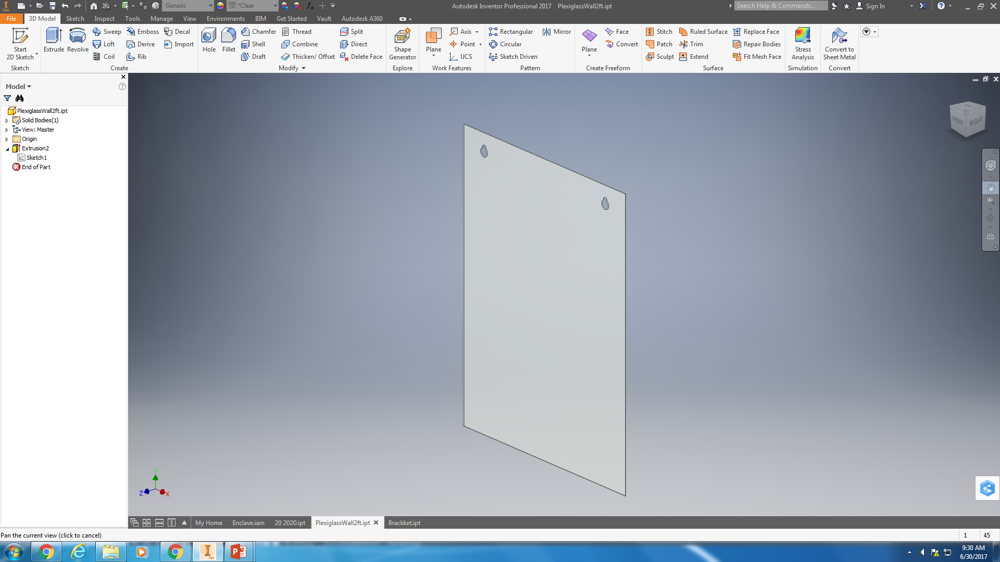 Generic
*Clear
Autodesk Inventor Professional 2017 PlexiglassWall2ft.ipt
Search Help & Commands...
Sign In
PRO
File 3D Model Sketch Inspect Tools Manage View Environments BIM Get Started Vault Autodesk A360
Start
2D Sketch
Sketch
Extrude Revolve
Sweep Emboss Decal
Loft Derive Import
Coil Rib
Create
Hole Fillet
Chamfer Thread Split
Shell Combine Direct
Draft Thicken/ Offset Delete Face
Modify
Shape
Generator
Explore
Plane
Axis
Point
UCS
Work Features
Rectangular Mirror
Circular
Sketch Driven
Pattern
Plane
Face
Convert
Create Freeform
Stitch Ruled Surface Replace Face
Patch Trim Repair Bodies
Sculpt Extend Fit Mesh Face
Surface
Stress
Analysis
Simulation
Convert to
Sheet Metal
Convert
Model
PlexiglassWall2ft.ipt
Solid Bodies(1)
View: Master
Origin
Extrusion2
Sketch1
End of Part
FRONT RIGHT
Y
Z X
My Home Enclave.iam 20 2020.ipt PlexiglassWall2ft.ipt Brackket.ipt
Pan the current view (click to cancel)
1 45
9:30 AM
6/30/2017